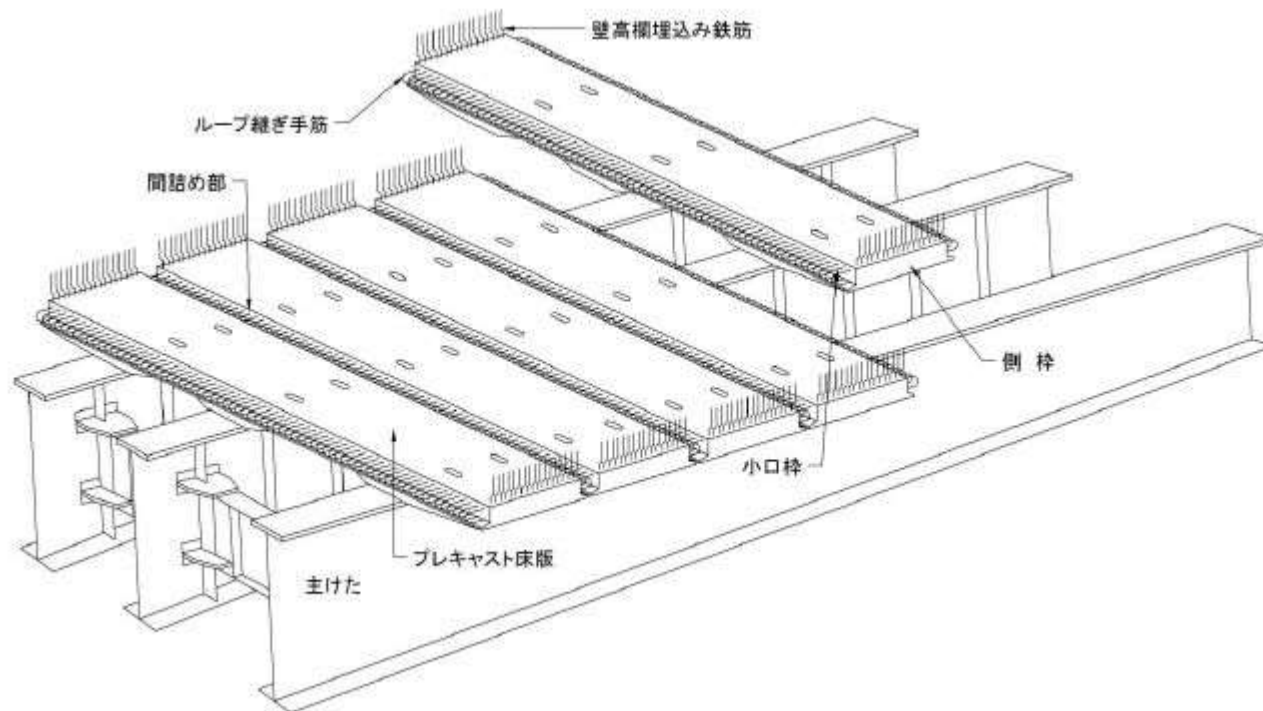 壁高欄埋込み鉄筋
ループ継ぎ手筋
間詰め部
側 枠
小口枠
プレキャスト床版
主けた